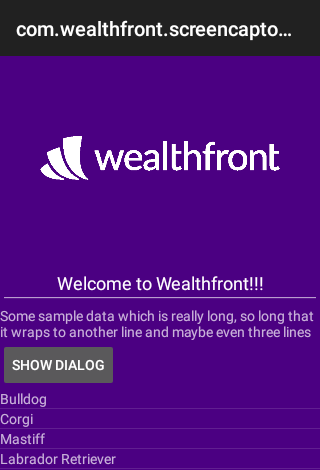 com.wealthfront.screencapto...
wealthfront
Welcome to Wealthfront!!!
Some sample data which is really long, so long that
it wraps to another line and maybe even three lines
SHOW DIALOG
Bulldog
Corgi
Mastiff
Labrador Retriever